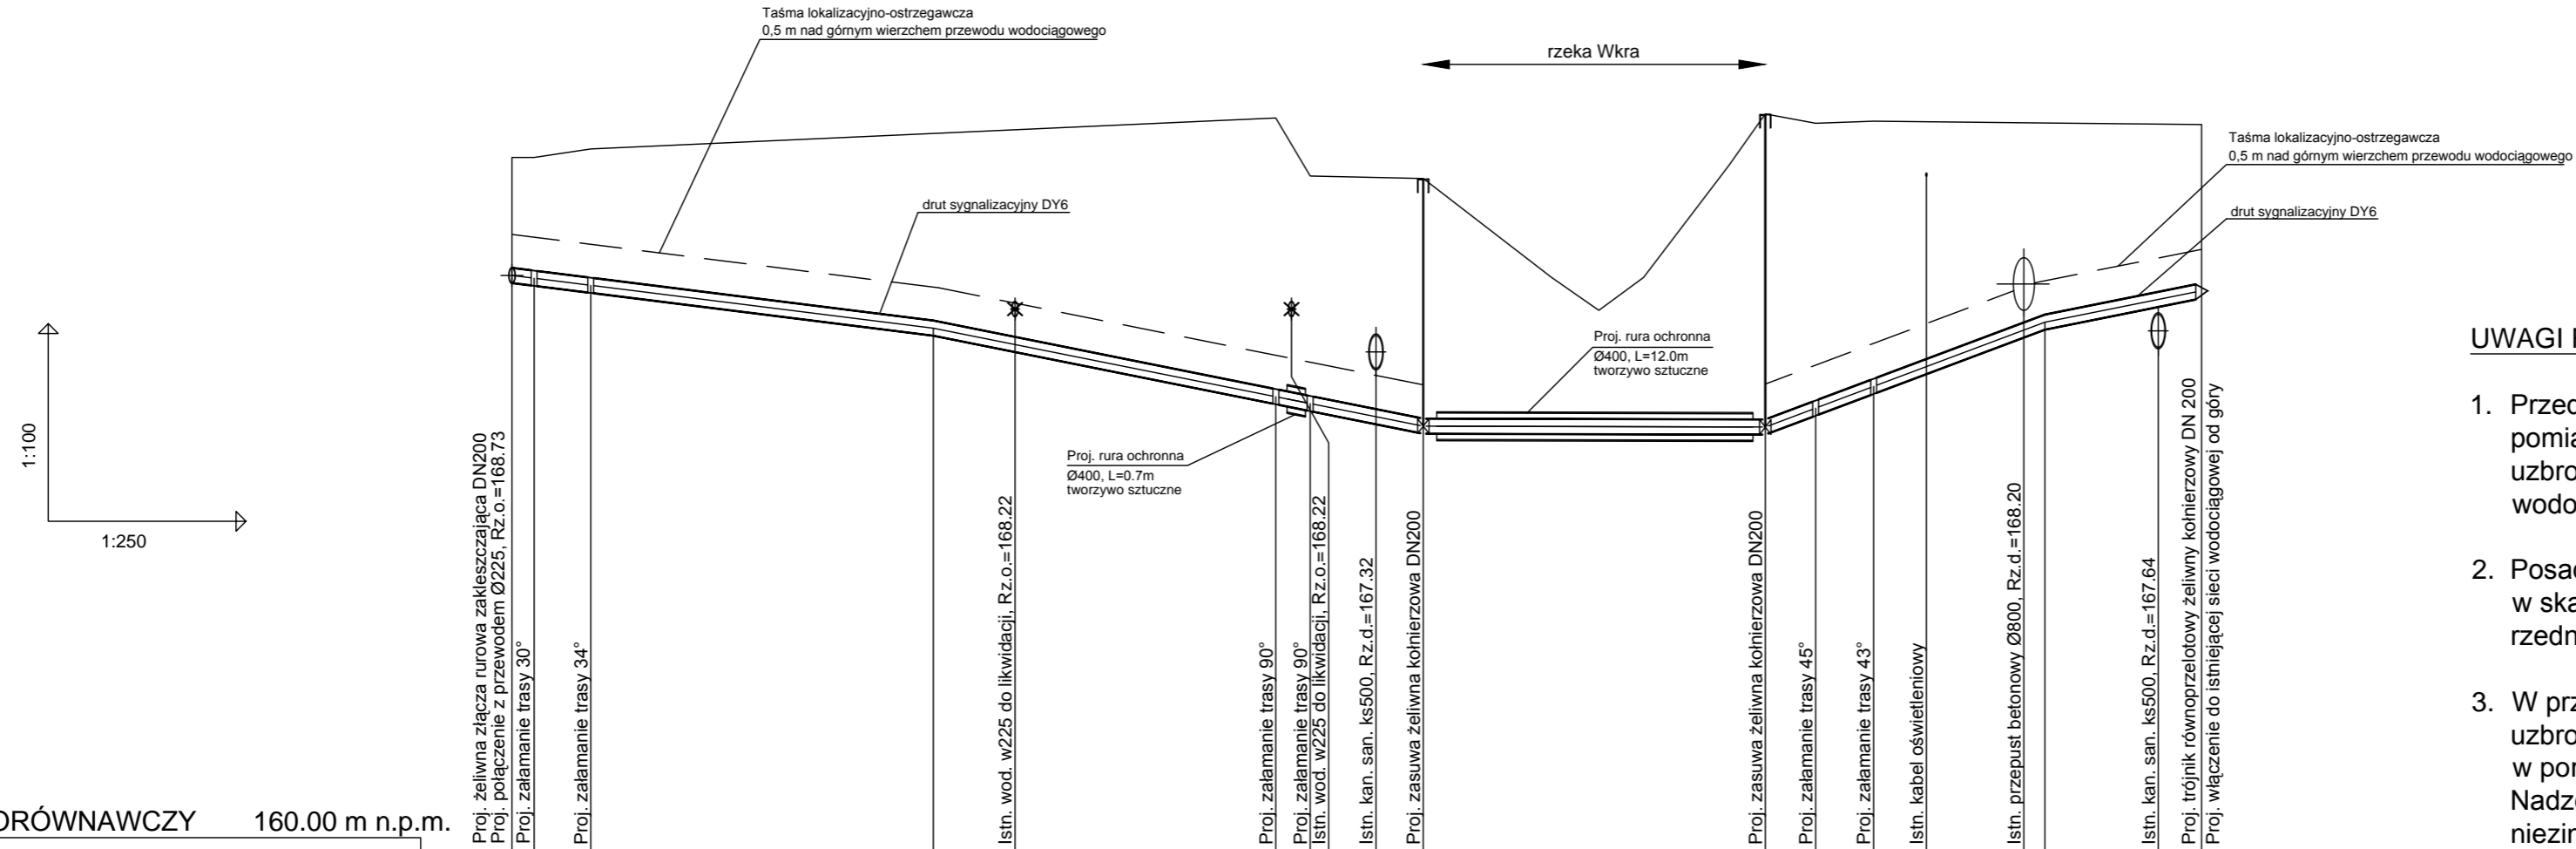 Taśma lokalizacyjno-ostrzegawcza
0,5 m nad górnym wierzchem przewodu wodociągowego
rzeka Wkra
Taśma lokalizacyjno-ostrzegawcza
0,5 m nad górnym wierzchem przewodu wodociągowego
drut sygnalizacyjny DY6
drut sygnalizacyjny DY6
Proj. rura ochronna
Ø400, L=12.0m
tworzywo sztuczne
Proj. rura ochronna
Ø400, L=0.7m
tworzywo sztuczne
1:100
1:250
Proj. żeliwna złącza rurowa zakleszczająca DN200
Proj. połączenie z przewodem Ø225, Rz.o.=168.73
Proj. załamanie trasy 30°
Proj. załamanie trasy 34°
Istn. wod. w225 do likwidacji, Rz.o.=168.22
Proj. załamanie trasy 90°
Proj. załamanie trasy 90°
Istn. wod. w225 do likwidacji, Rz.o.=168.22
Istn. kan. san. ks500, Rz.d.=167.32
Proj. zasuwa żeliwna kołnierzowa DN200
Proj. zasuwa żeliwna kołnierzowa DN200
Proj. załamanie trasy 45°
Proj. załamanie trasy 43°
Istn. kabel oświetleniowy
Istn. przepust betonowy Ø800, Rz.d.=168.20
Istn. kan. san. ks500, Rz.d.=167.64
Proj. trójnik równoprzelotowy żeliwny kołnierzowy DN 200
Proj. włączenie do istniejącej sieci wodociągowej od góry
ORÓWNAWCZY 160.00 m n.p.m.
UWAGI
1. Przed
pomia
uzbro
wodo
2. Posad
w ska
rzedn
3. W prz
uzbro
w por
Nadzo
niezin